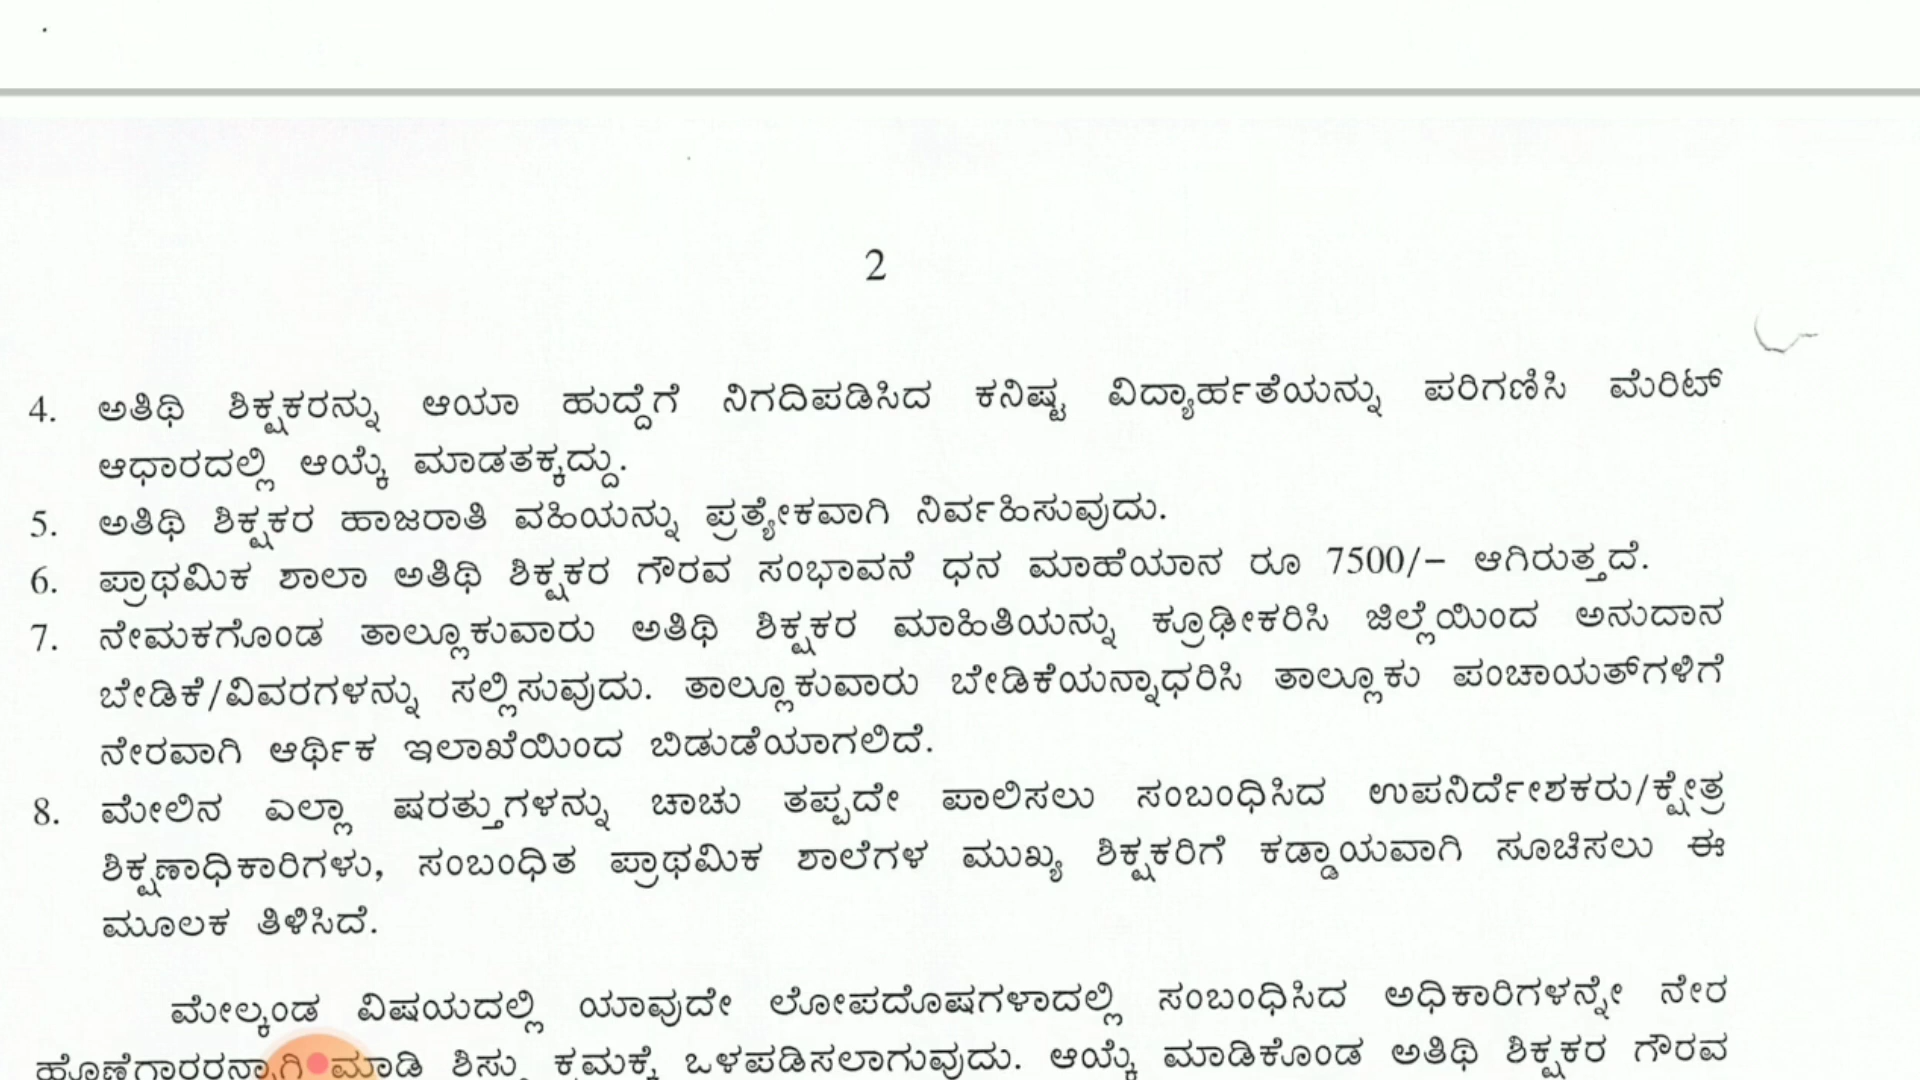 2
4. ಅತಿಥಿ ಶಿಕ್ಷಕರನ್ನು ಆಯಾ ಹುದ್ದೆಗೆ ನಿಗದಿಪಡಿಸಿದ ಕನಿಷ್ಟ ವಿದ್ಯಾರ್ಹತೆಯನ್ನು ಪರಿಗಣಿಸಿ ಮೆರಿಟ್
ಆಧಾರದಲ್ಲಿ ಆಯ್ಕೆ ಮಾಡತಕ್ಕದ್ದು.
5. ಅತಿಥಿ ಶಿಕ್ಷಕರ ಹಾಜರಾತಿ ವಹಿಯನ್ನು ಪ್ರತ್ಯೇಕವಾಗಿ ನಿರ್ವಹಿಸುವುದು.
6. ಪ್ರಾಥಮಿಕ ಶಾಲಾ ಅತಿಥಿ ಶಿಕ್ಷಕರ ಗೌರವ ಸಂಭಾವನೆ ಧನ ಮಾಹೆಯಾನ ರೂ 7500/– ಆಗಿರುತ್ತದೆ.
7. ನೇಮಕಗೊಂಡ ತಾಲ್ಲೂಕುವಾರು ಅತಿಥಿ ಶಿಕ್ಷಕರ ಮಾಹಿತಿಯನ್ನು ಕ್ರೂಢೀಕರಿಸಿ ಜಿಲ್ಲೆಯಿಂದ ಅನುದಾನ
ಬೇಡಿಕೆ/ವಿವರಗಳನ್ನು ಸಲ್ಲಿಸುವುದು. ತಾಲ್ಲೂಕುವಾರು ಬೇಡಿಕೆಯನ್ನಾಧರಿಸಿ ತಾಲ್ಲೂಕು ಪಂಚಾಯತ್‌ಗಳಿಗೆ
ನೇರವಾಗಿ ಆರ್ಥಿಕ ಇಲಾಖೆಯಿಂದ ಬಿಡುಡೆಯಾಗಲಿದೆ.
8. ಮೇಲಿನ ಎಲ್ಲಾ ಷರತ್ತುಗಳನ್ನು ಚಾಚು ತಪ್ಪದೇ ಪಾಲಿಸಲು ಸಂಬಂಧಿಸಿದ ಉಪನಿರ್ದೇಶಕರು/ಕ್ಷೇತ್ರ
ಶಿಕ್ಷಣಾಧಿಕಾರಿಗಳು, ಸಂಬಂಧಿತ ಪ್ರಾಥಮಿಕ ಶಾಲೆಗಳ ಮುಖ್ಯ ಶಿಕ್ಷಕರಿಗೆ ಕಡ್ಡಾಯವಾಗಿ ಸೂಚಿಸಲು ಈ
ಮೂಲಕ ತಿಳಿಸಿದೆ.
ಮೇಲ್ಕಂಡ ವಿಷಯದಲ್ಲಿ ಯಾವುದೇ ಲೋಪದೊಷಗಳಾದಲ್ಲಿ ಸಂಬಂಧಿಸಿದ ಅಧಿಕಾರಿಗಳನ್ನೇ ನೇರ
ಹೊಣೆಗಾರರನ್ನಾಗಿ ಮಾಡಿ ಶಿಸ್ತು ಕ್ರಮಕ್ಕೆ ಒಳಪಡಿಸಲಾಗುವುದು. ಆಯ್ಕೆ ಮಾಡಿಕೊಂಡ ಅತಿಥಿ ಶಿಕ್ಷಕರ ಗೌರವ